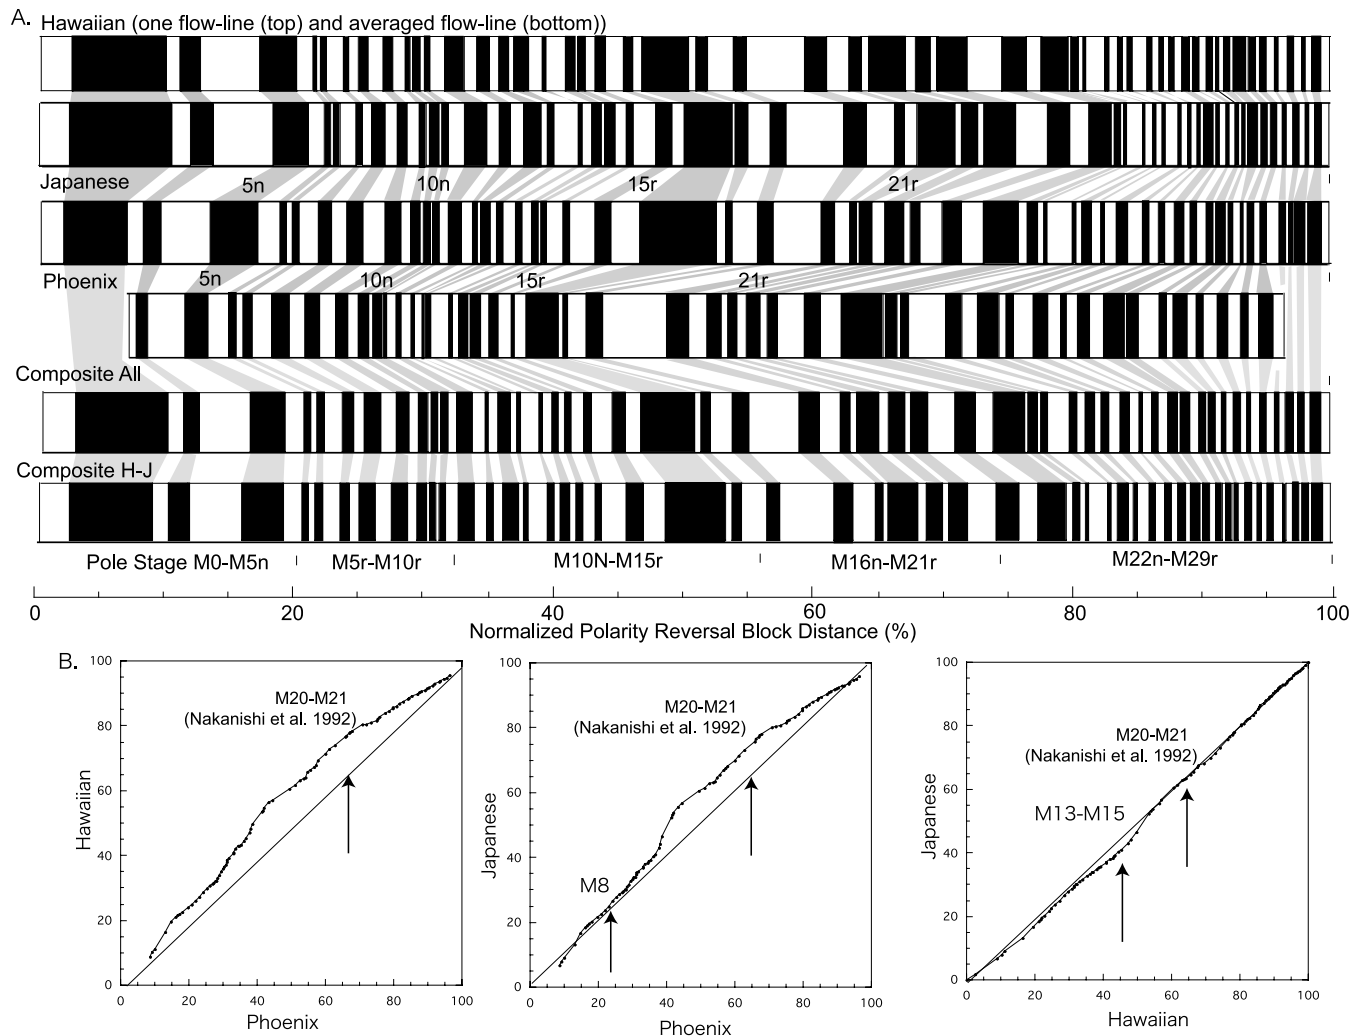 A.
Hawaiian (one flow-line (top) and averaged flow-line (bottom))
Japanese 5n 10n 15r 21r
Phoenix 5n 10n 15r 21r
Composite All
Composite H-J
Pole Stage M0-M5n M5r-M10r M10N-M15r M16n-M21r M22n-M29r
0 20 40 60 80 100
Normalized Polarity Reversal Block Distance (%)
B.
100
80
60
40
20
0
Hawaiian
M20-M21
(Nakanishi et al. 1992)
0 20 40 60 80 100
Phoenix
100
80
60
40
20
0
Japanese
M20-M21
(Nakanishi et al. 1992)
M8
0 20 40 60 80 100
Phoenix
100
80
60
40
20
0
Japanese
M20-M21
(Nakanishi et al. 1992)
M13-M15
0 20 40 60 80 100
Hawaiian